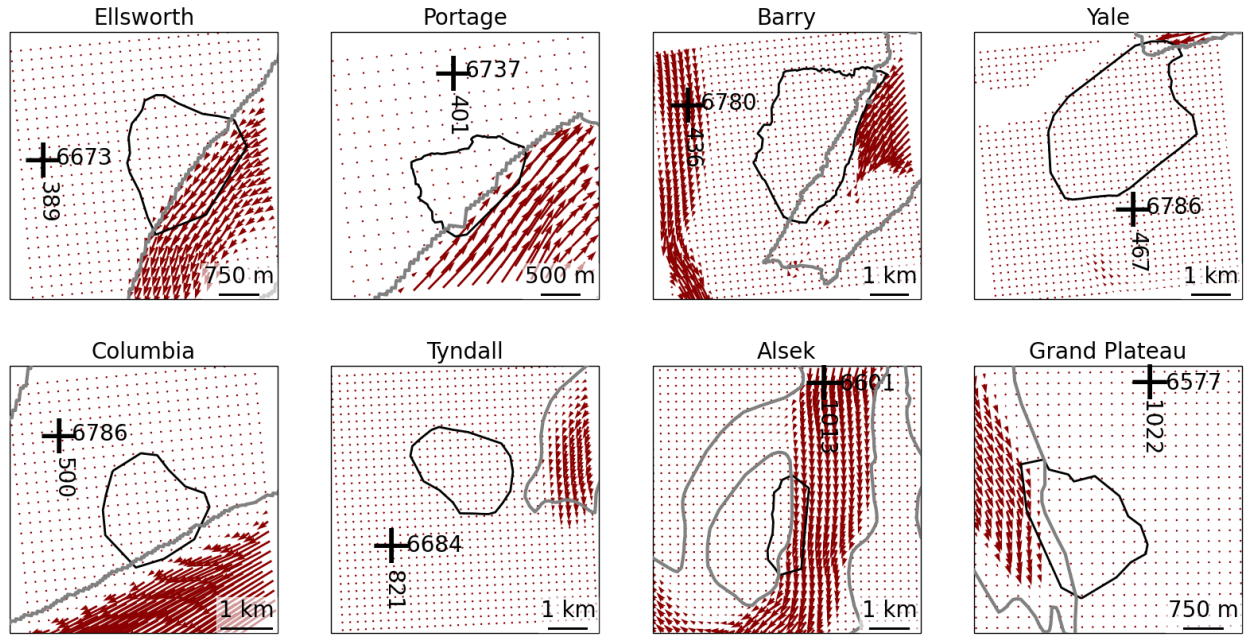 Ellsworth
6673
389
750 m
Portage
6737
401
500 m
Barry
6780
436
1 km
Yale
6786
467
1 km
Columbia
6786
500
1 km
Tyndall
6684
821
1 km
Alsek
6601
1013
1 km
Grand Plateau
6577
1022
750 m